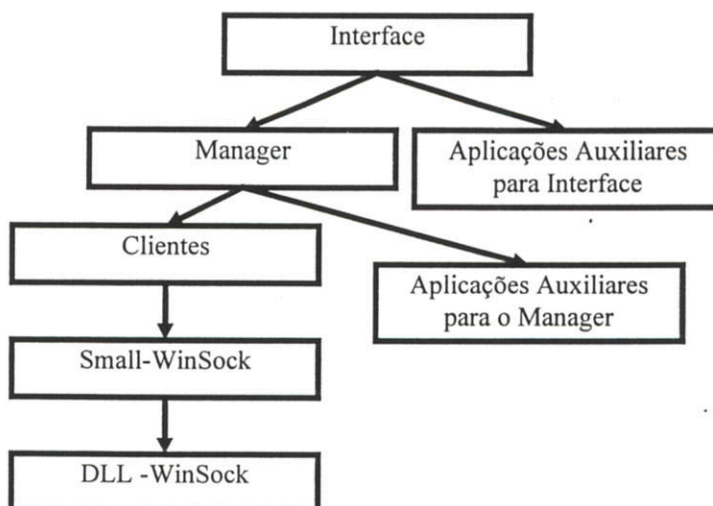 Interface
Manager
Aplicações Auxiliares
para Interface
Clientes
Aplicações Auxiliares
para o Manager
Small-WinSock
DLL -WinSock